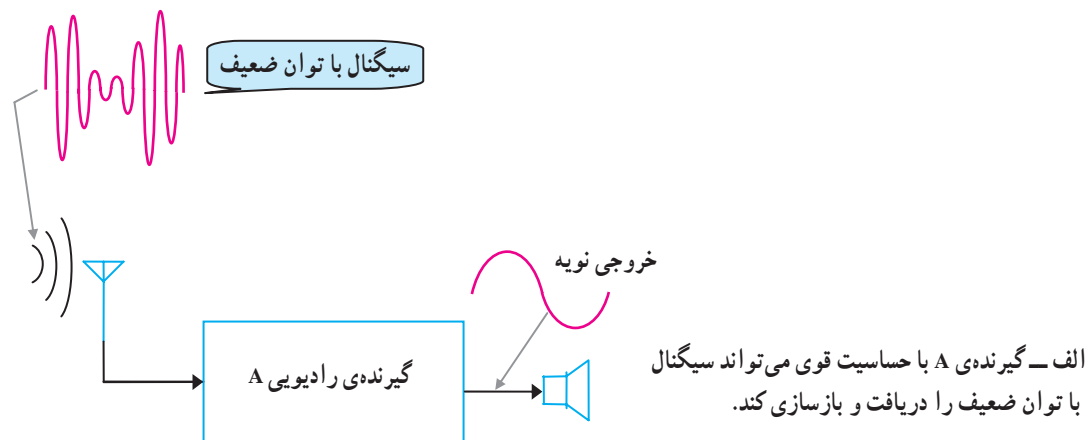 سیگنال با توان ضعیف
خروجی نویه
گیرنده‌ی رادیویی A
الف ــ گیرنده‌ی A با حساسیت قوی می‌تواند سیگنال
با توان ضعیف را دریافت و بازسازی کند.